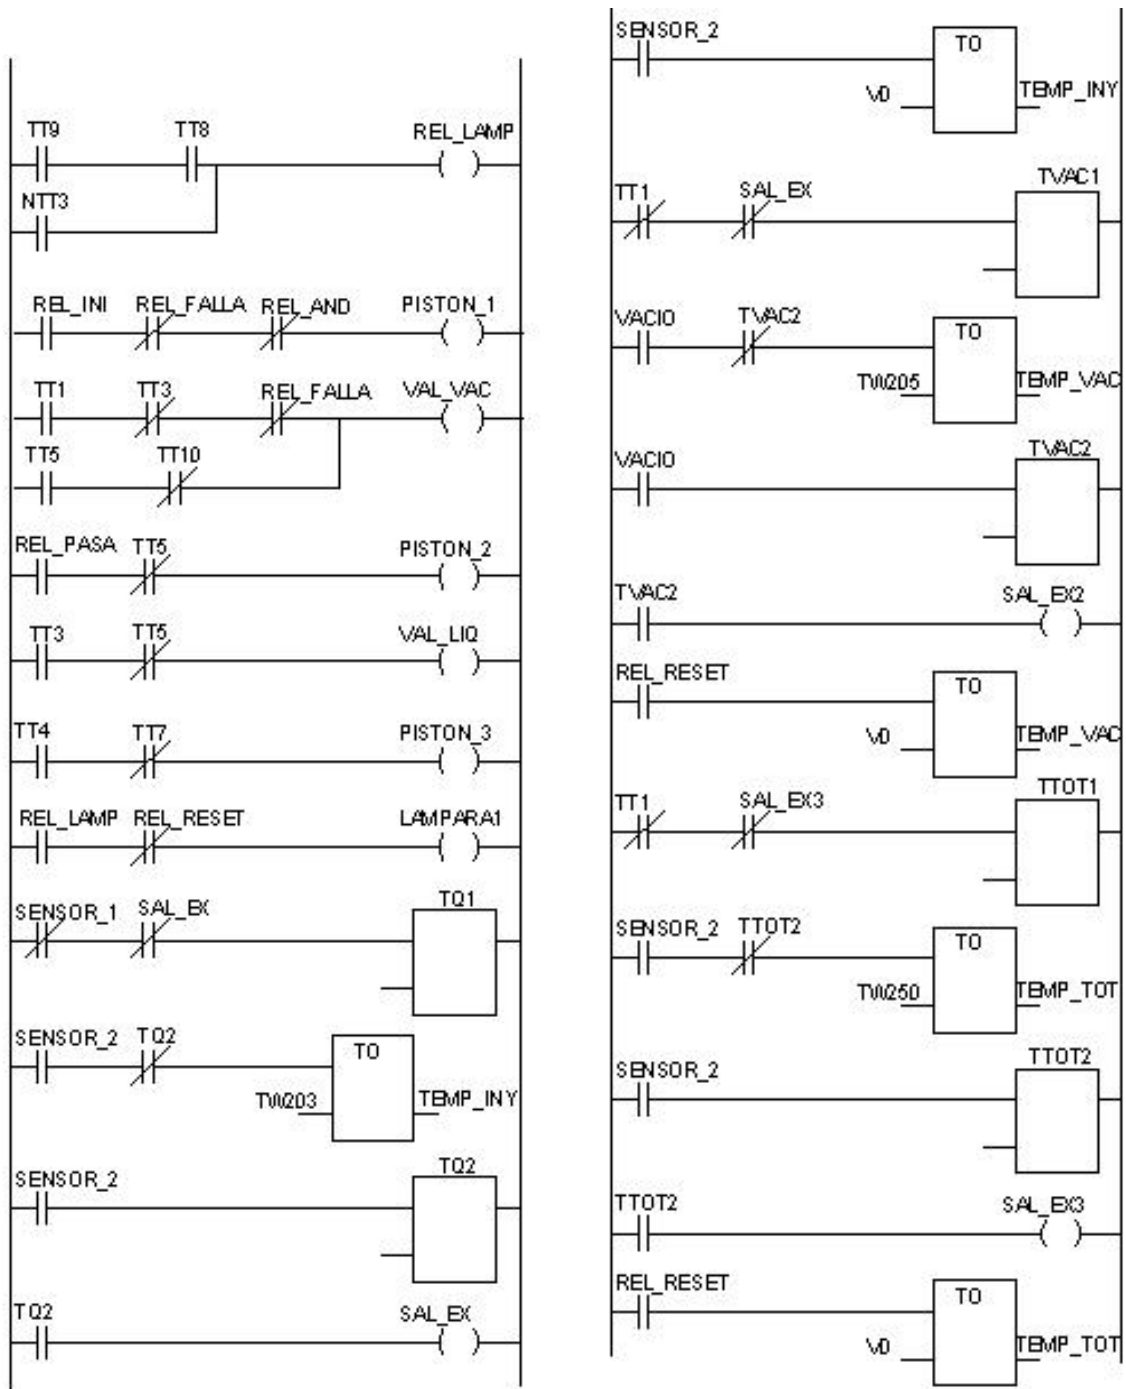 TT9 TT8 REL_LAMP
NTT3
REL_INI REL_FALLA REL_AND PISTON_1
TT1 TT3 REL_FALLA VAL_VAC
TT5 TT10
REL_PASA TT5 PISTON_2
TT3 TT5 VAL_LIQ
TT4 TT7 PISTON_3
REL_LAMP REL_RESET LAMPARA1
SENSOR_1 SAL_EX TQ1
SENSOR_2 TQ2 TO
TW203 TEMP_INY
SENSOR_2 TQ2
TQ2 SAL_EX
SENSOR_2 TO
V0 TEMP_INY
TT1 SAL_EX TVAC1
VACIO TVAC2 TO
TW205 TEMP_VAC
VACIO TVAC2
TVAC2 SAL_EX2
REL_RESET TO
V0 TEMP_VAC
TT1 SAL_EX3 TTOT1
SENSOR_2 TTOT2 TO
TW250 TEMP_TOT
SENSOR_2 TTOT2
TTOT2 SAL_EX3
REL_RESET TO
V0 TEMP_TOT